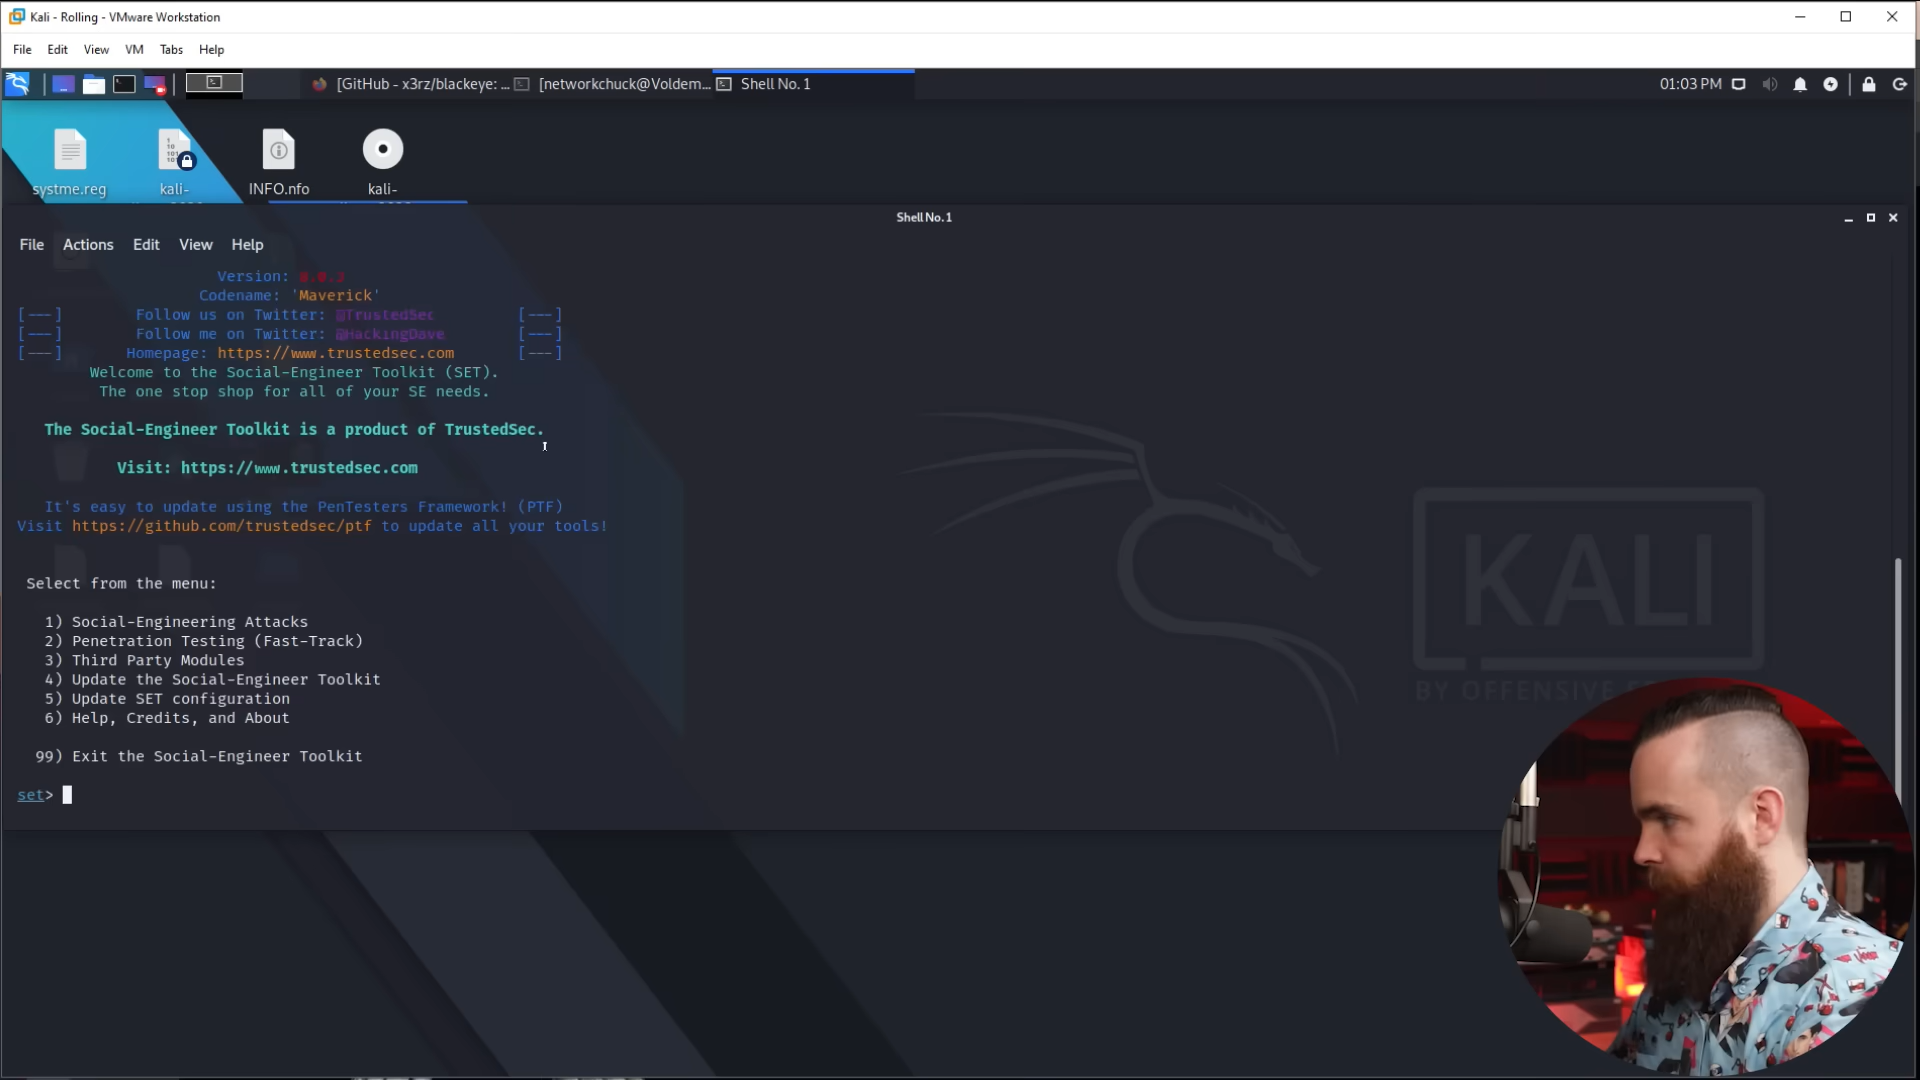 Kali - Rolling - VMware Workstation
File Edit View VM Tabs Help
[GitHub - x3rz/blackeye: ... [networkchuck@Voldem... Shell No. 1 01:03 PM
systme.reg kali- INFO.nfo kali-
Shell No. 1
File Actions Edit View Help
Version: 8.0.3
Codename: 'Maverick'
[---] Follow us on Twitter: @TrustedSec [---]
[---] Follow me on Twitter: @HackingDave [---]
[---] Homepage: https://www.trustedsec.com [---]
Welcome to the Social-Engineer Toolkit (SET).
The one stop shop for all of your SE needs.
The Social-Engineer Toolkit is a product of TrustedSec.
Visit: https://www.trustedsec.com
It's easy to update using the PenTesters Framework! (PTF)
Visit https://github.com/trustedsec/ptf to update all your tools!
Select from the menu:
1) Social-Engineering Attacks
2) Penetration Testing (Fast-Track)
3) Third Party Modules
4) Update the Social-Engineer Toolkit
5) Update SET configuration
6) Help, Credits, and About
99) Exit the Social-Engineer Toolkit
set>
KALI
BY OFFENSIVE